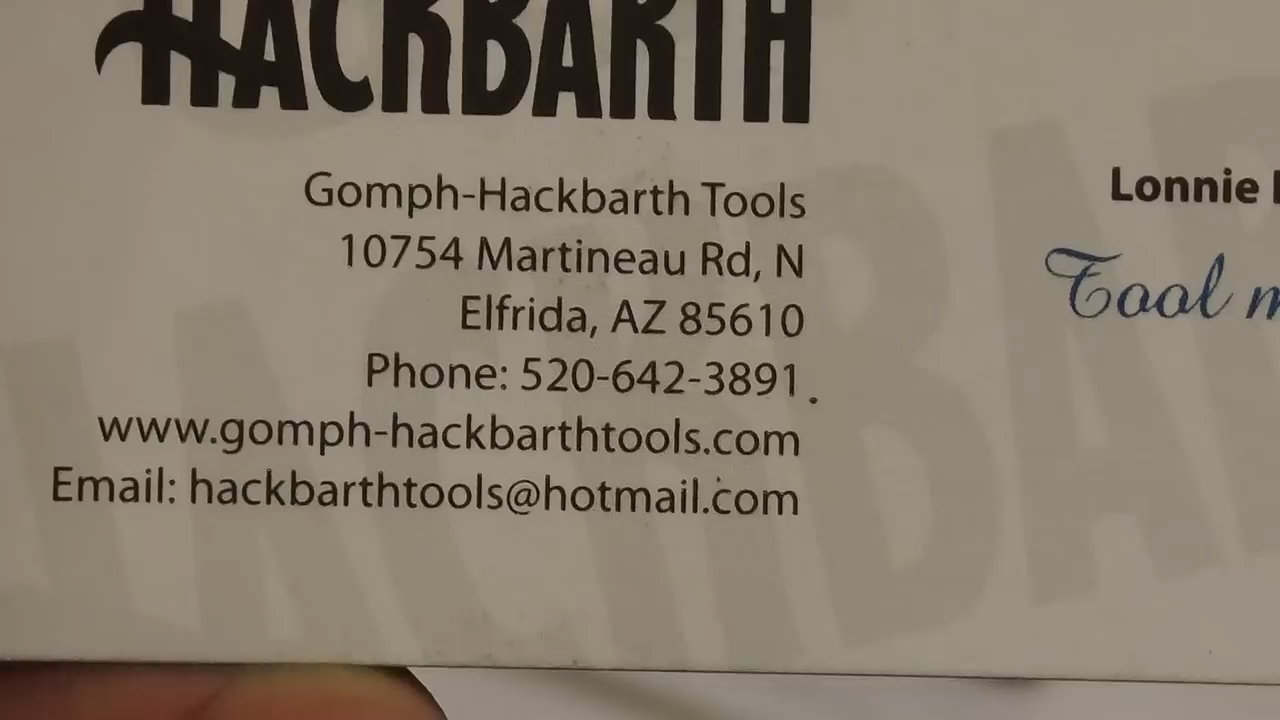 HACKBARTH
Gomph-Hackbarth Tools
10754 Martineau Rd, N
Elfrida, AZ 85610
Phone: 520-642-3891
www.gomph-hackbarthtools.com
Email: hackbarthtools@hotmail.com
Lonnie
Tool